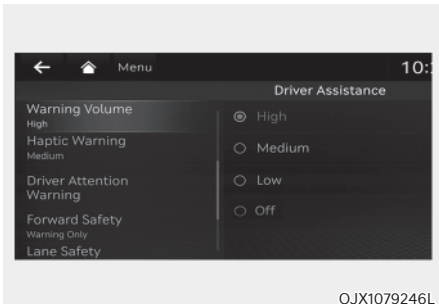 Menu
10:
Driver Assistance
Warning Volume
High
Haptic Warning
Medium
Driver Attention
Warning
Forward Safety
Warning Only
Lane Safety
High
Medium
Low
Off
OJX1079246L